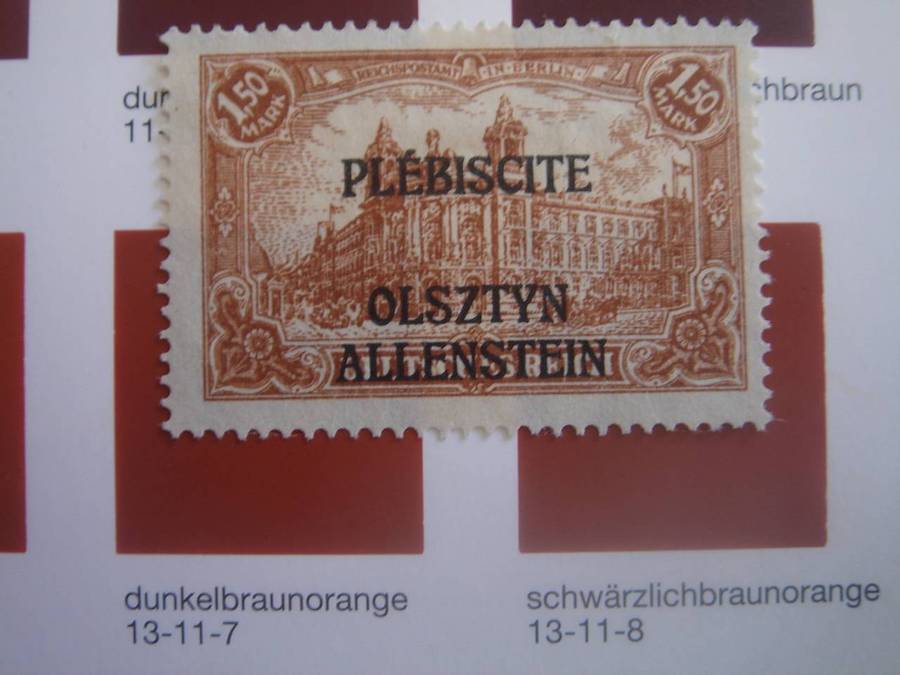 REICHSPOSTAMT·IN·BERLIN·
1,50 MARK
1,50 MARK
PLÉBISCITE
OLSZTYN
ALLENSTEIN
chbraun
dunkelbraunorange
13-11-7
schwärzlichbraunorange
13-11-8